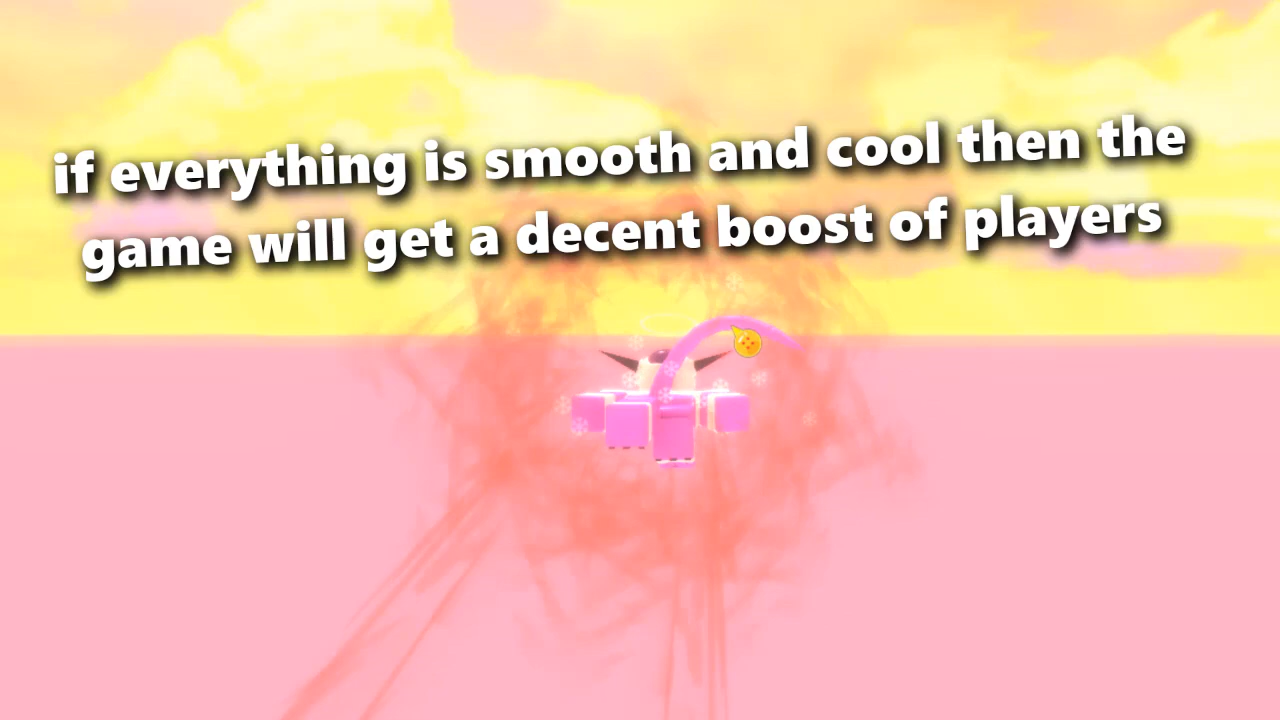 if everything is smooth and cool then the
game will get a decent boost of players